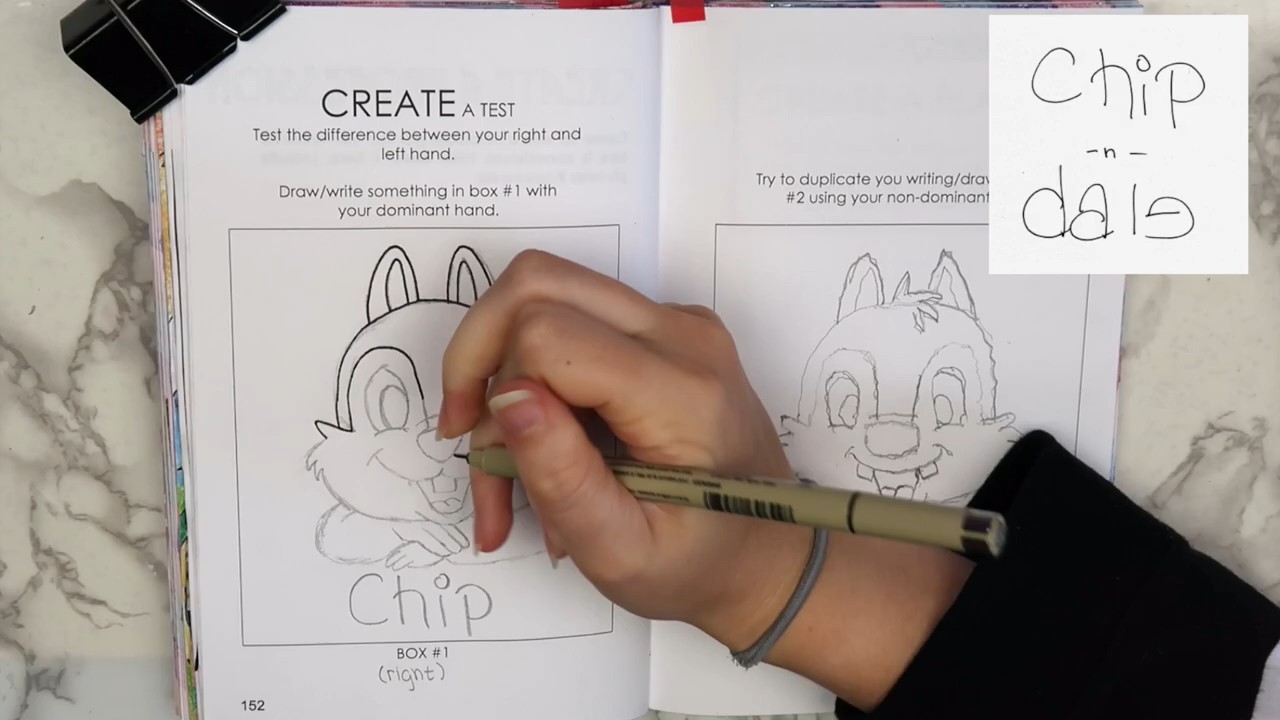 CREATE A TEST
Test the difference between your right and
left hand.
Draw/write something in box #1 with
your dominant hand.
Chip
BOX #1
(right)
152
Try to duplicate you writing/draw
#2 using your non-dominant
Chip
-n-
dale